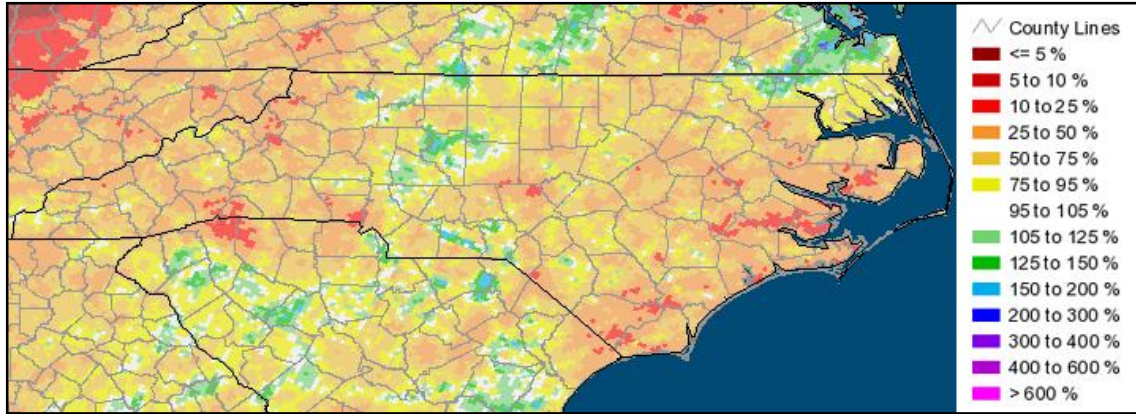 County Lines
<= 5 %
5 to 10 %
10 to 25 %
25 to 50 %
50 to 75 %
75 to 95 %
95 to 105 %
105 to 125 %
125 to 150 %
150 to 200 %
200 to 300 %
300 to 400 %
400 to 600 %
> 600 %